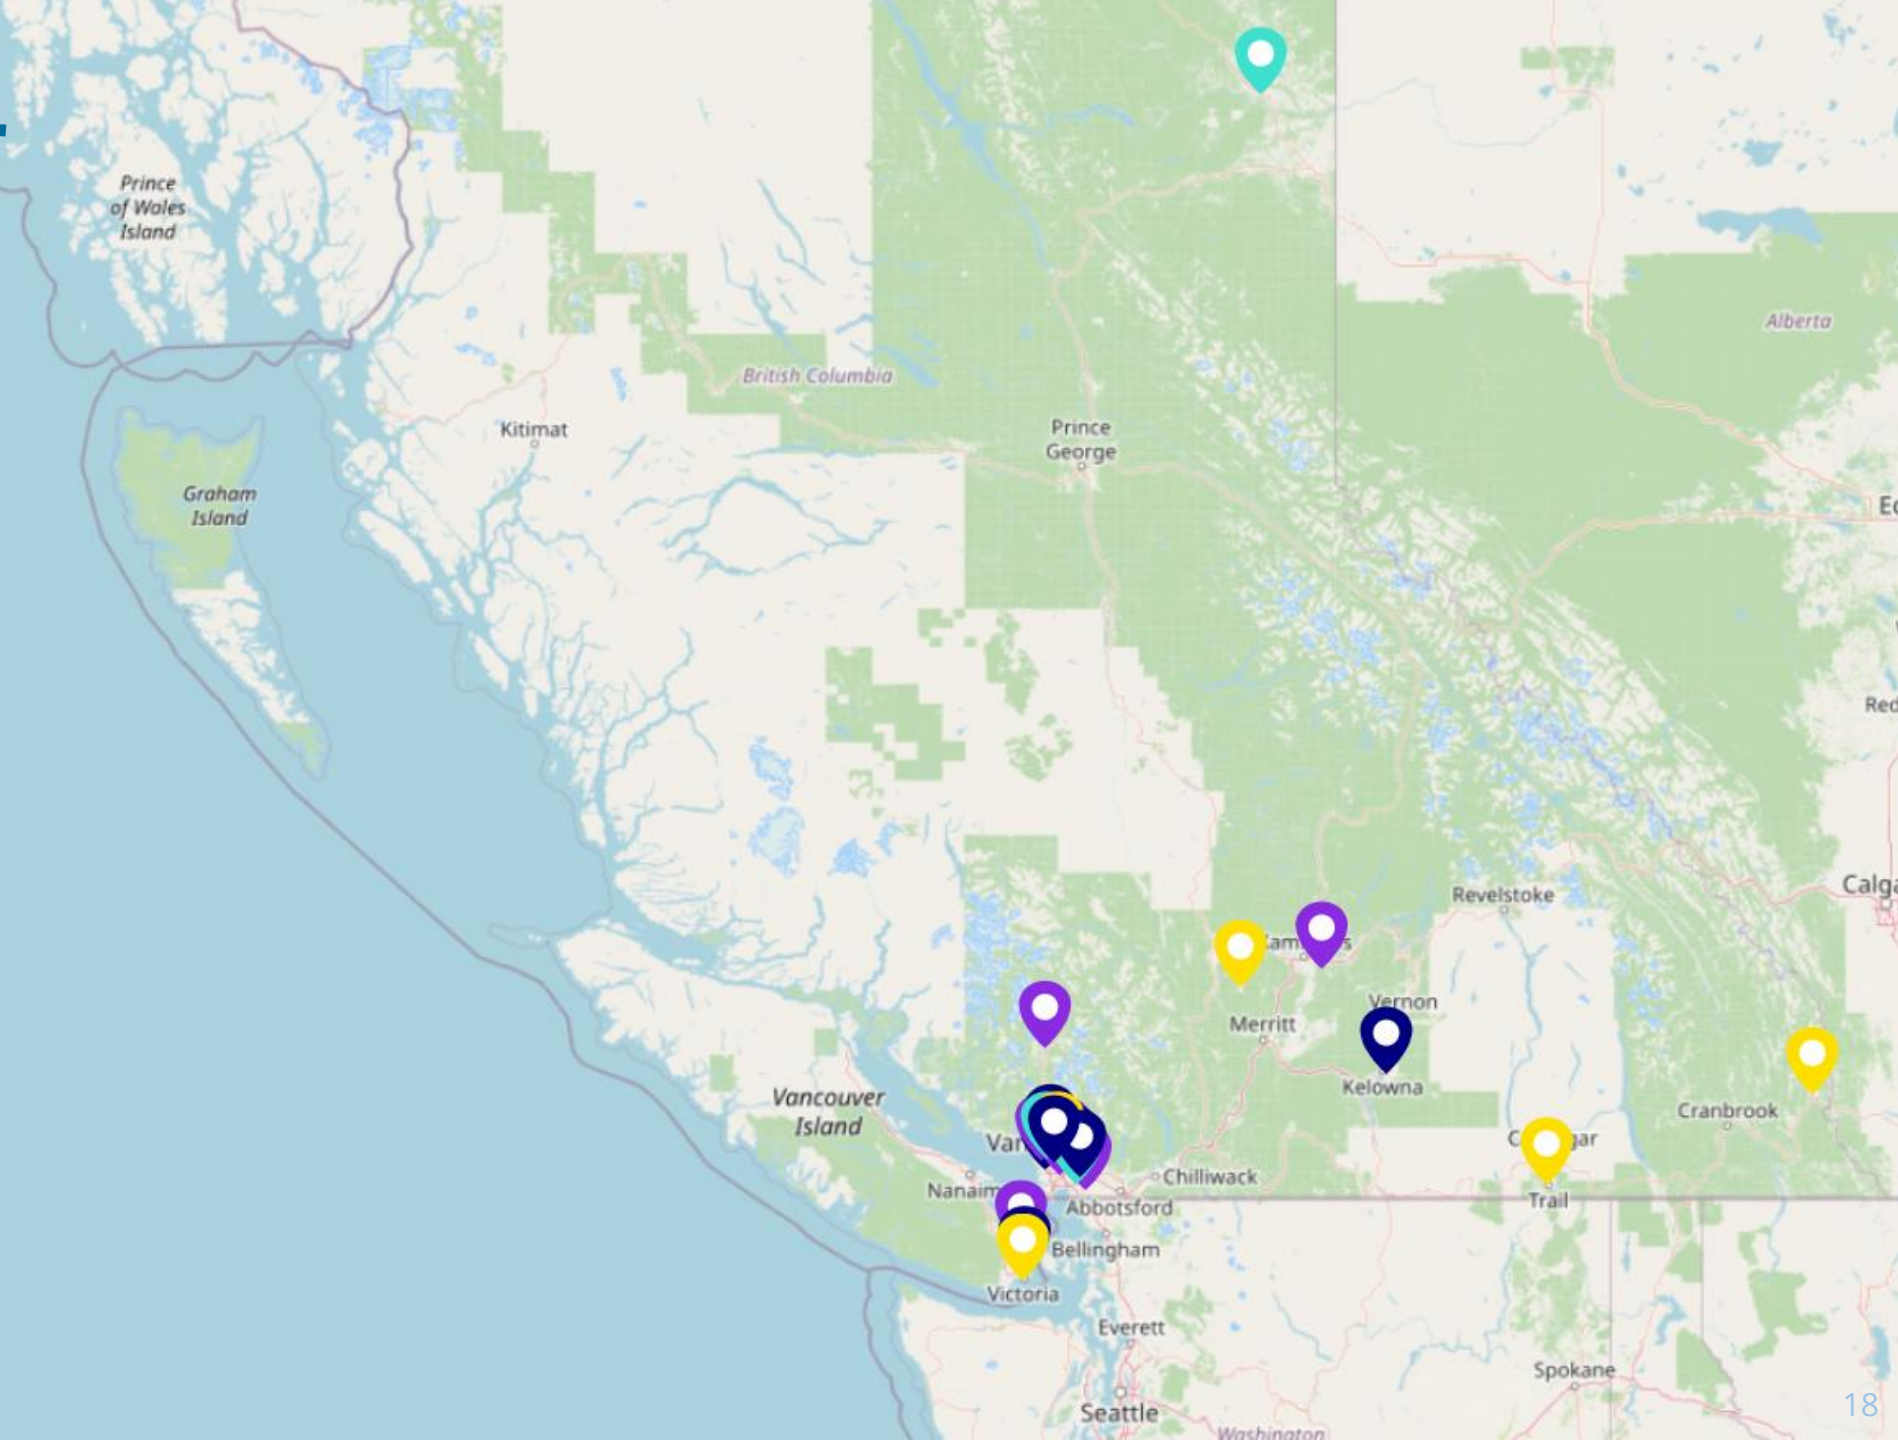 Prince
of Wales
Island
Alberta
British Columbia
Kitimat
Prince
George
Graham
Island
Revelstoke
Vernon
Merritt
Kelowna
Vancouver
Island
Cranbrook
Chilliwack
Trail
Abbotsford
Bellingham
Victoria
Everett
Spokane
Seattle
18
Washington